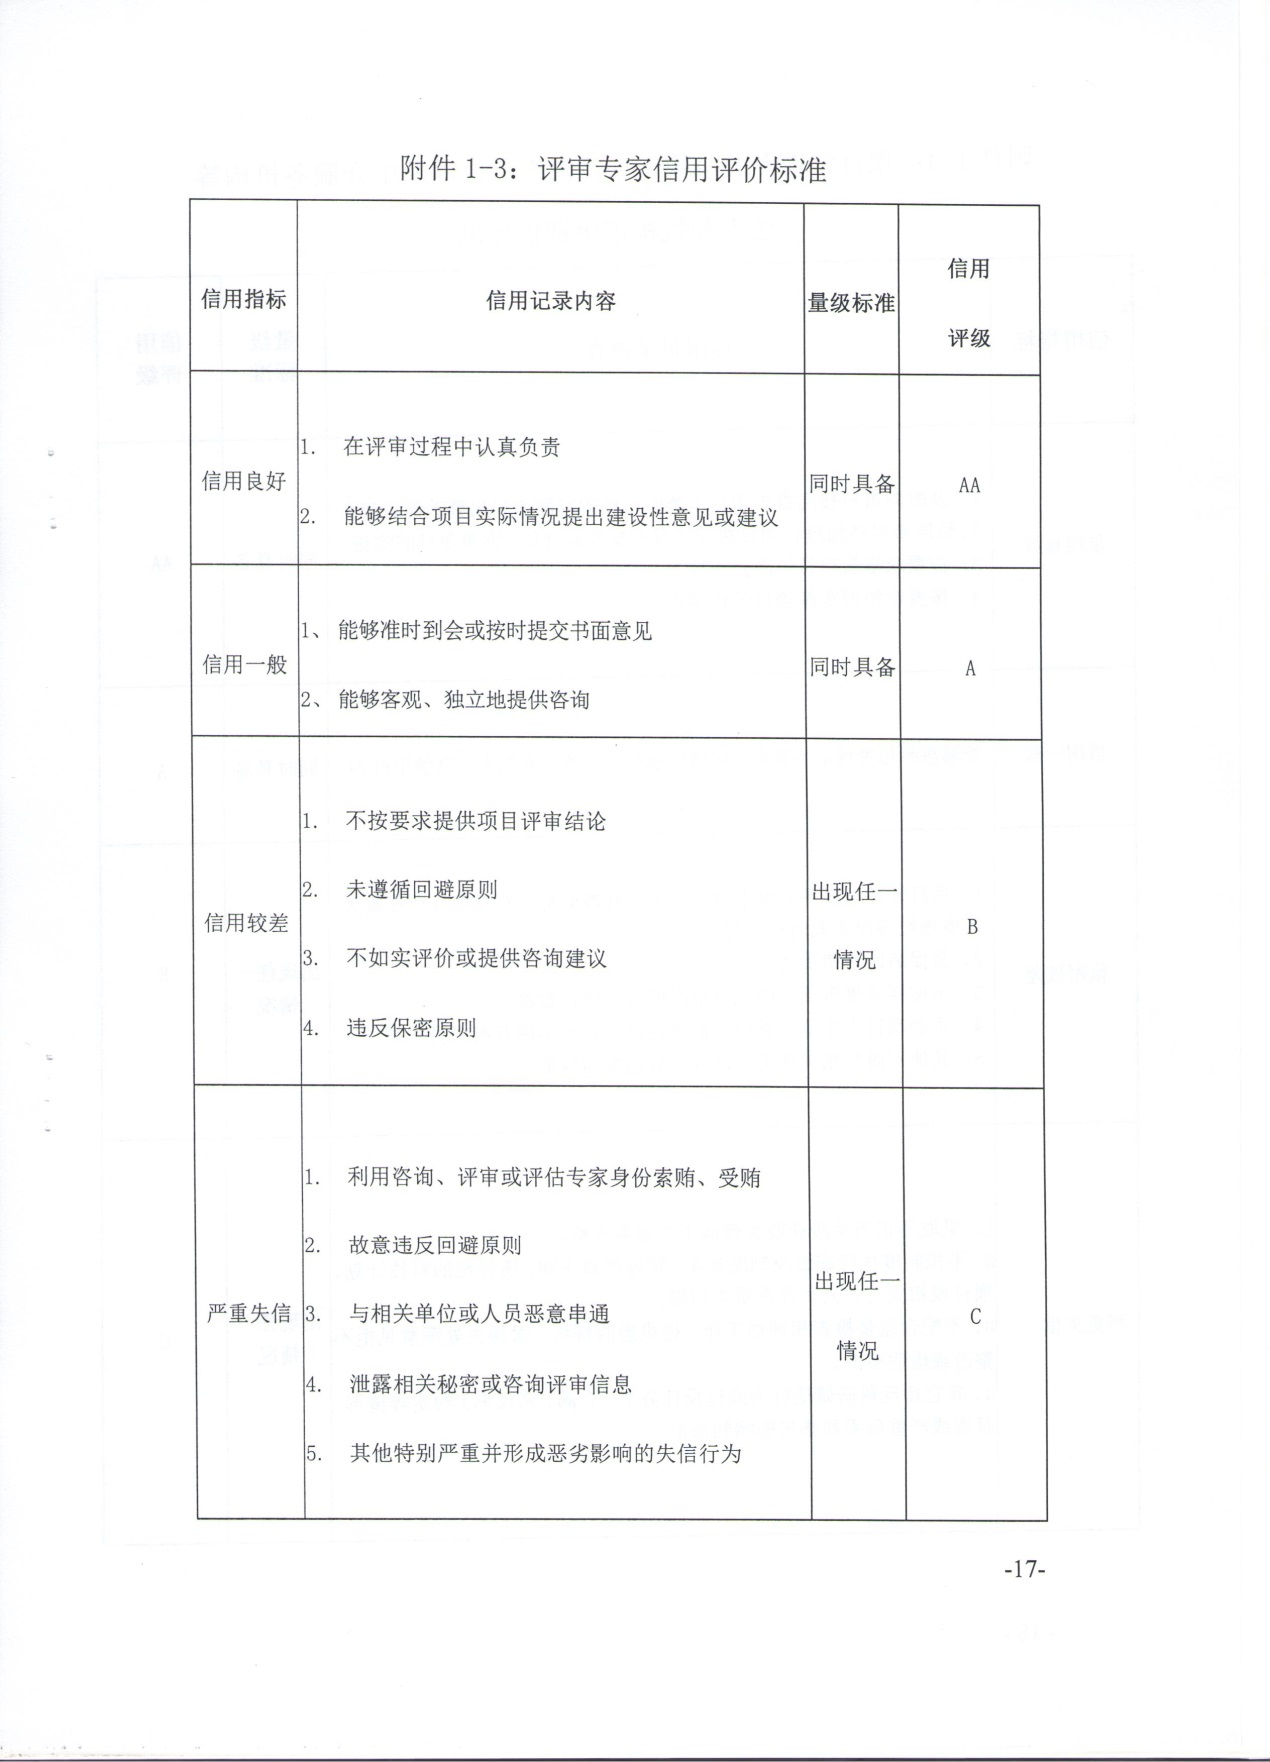 附件 1-3：评审专家信用评价标准
信用指标
信用记录内容
量级标准
信用
评级
信用良好
1. 在评审过程中认真负责
2. 能够结合项目实际情况提出建设性意见或建议
同时具备
AA
信用一般
1、能够准时到会或按时提交书面意见
2、能够客观、独立地提供咨询
同时具备
A
信用较差
1. 不按要求提供项目评审结论
2. 未遵循回避原则
3. 不如实评价或提供咨询建议
4. 违反保密原则
出现任一
情况
B
严重失信
1. 利用咨询、评审或评估专家身份索贿、受贿
2. 故意违反回避原则
3. 与相关单位或人员恶意串通
4. 泄露相关秘密或咨询评审信息
5. 其他特别严重并形成恶劣影响的失信行为
出现任一
情况
C
-17-